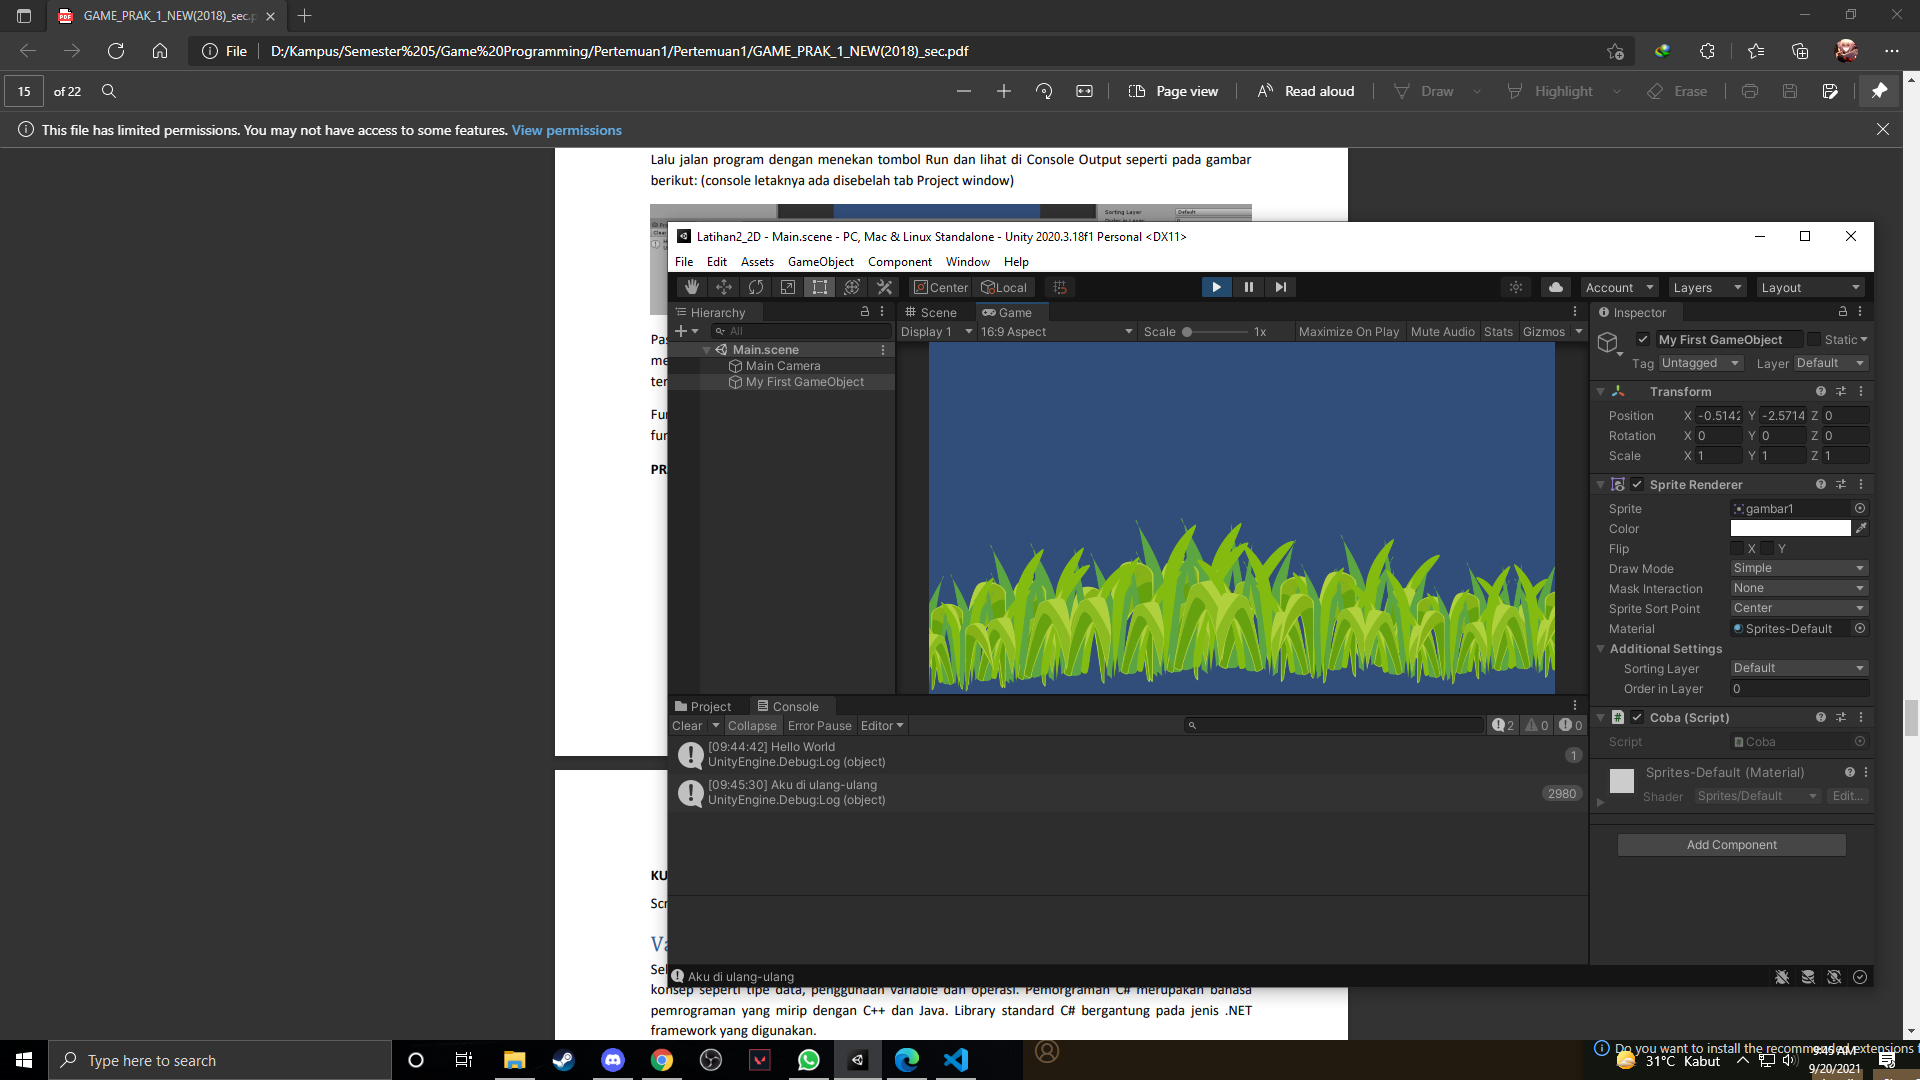 GAME_PRAK_1_NEW(2018)_sec.p
File
D:/Kampus/Semester%205/Game%20Programming/Pertemuan1/Pertemuan1/GAME_PRAK_1_NEW(2018)_sec.pdf
15 of 22
Page view
Read aloud
Draw
Highlight
Erase
This file has limited permissions. You may not have access to some features. View permissions
Lalu jalan program dengan menekan tombol Run dan lihat di Console Output seperti pada gambar
berikut: (console letaknya ada disebelah tab Project window)
Sorting Layer Default
Latihan2_2D - Main.scene - PC, Mac & Linux Standalone - Unity 2020.3.18f1 Personal <DX11>
File Edit Assets GameObject Component Window Help
Center Local
Account Layers Layout
Hierarchy
All
Main.scene
Main Camera
My First GameObject
Scene Game
Display 1 16:9 Aspect Scale 1x Maximize On Play Mute Audio Stats Gizmos
Inspector
My First GameObject Static
Tag Untagged Layer Default
Transform
Position X -0.5142 Y -2.5714 Z 0
Rotation X 0 Y 0 Z 0
Scale X 1 Y 1 Z 1
Sprite Renderer
Sprite gambar1
Color
Flip X Y
Draw Mode Simple
Mask Interaction None
Sprite Sort Point Center
Material Sprites-Default
Additional Settings
Sorting Layer Default
Order in Layer 0
Coba (Script)
Script Coba
Sprites-Default (Material)
Shader Sprites/Default Edit...
Add Component
Project Console
Clear Collapse Error Pause Editor 2 0 0
[09:44:42] Hello World
UnityEngine.Debug:Log (object)
1
[09:45:30] Aku di ulang-ulang
UnityEngine.Debug:Log (object)
2980
Aku di ulang-ulang
Pas
me
ter
Fur
fur
PR
KU
Scr
Va
Sel
konsep seperti tipe data, penggunaan variable dan operasi. Pemorgraman C# merupakan bahasa
pemrograman yang mirip dengan C++ dan Java. Library standard C# bergantung pada jenis .NET
framework yang digunakan.
Type here to search
Do you want to install the recommended extensions f
31°C Kabut
9:45 AM
9/20/2021